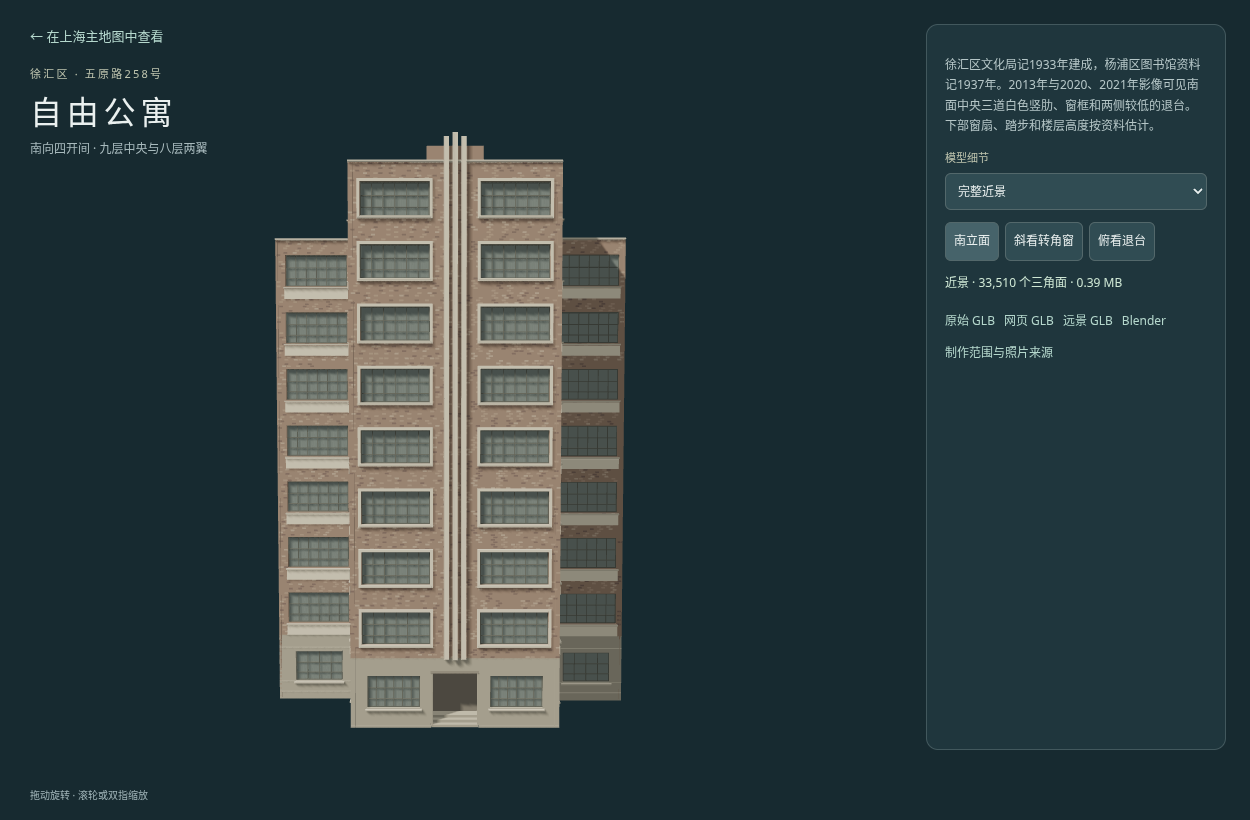 ← 在上海主地图中查看
徐汇区 · 五原路258号
自由公寓
南向四开间 · 九层中央与八层两翼
徐汇区文化局记1933年建成，杨浦区图书馆资料
记1937年。2013年与2020、2021年影像可见南
面中央三道白色竖肋、窗框和两侧较低的退台。
下部窗扇、踏步和楼层高度按资料估计。
模型细节
完整近景
南立面 斜看转角窗 俯看退台
近景 · 33,510 个三角面 · 0.39 MB
原始 GLB 网页 GLB 远景 GLB Blender
制作范围与照片来源
拖动旋转 · 滚轮或双指缩放